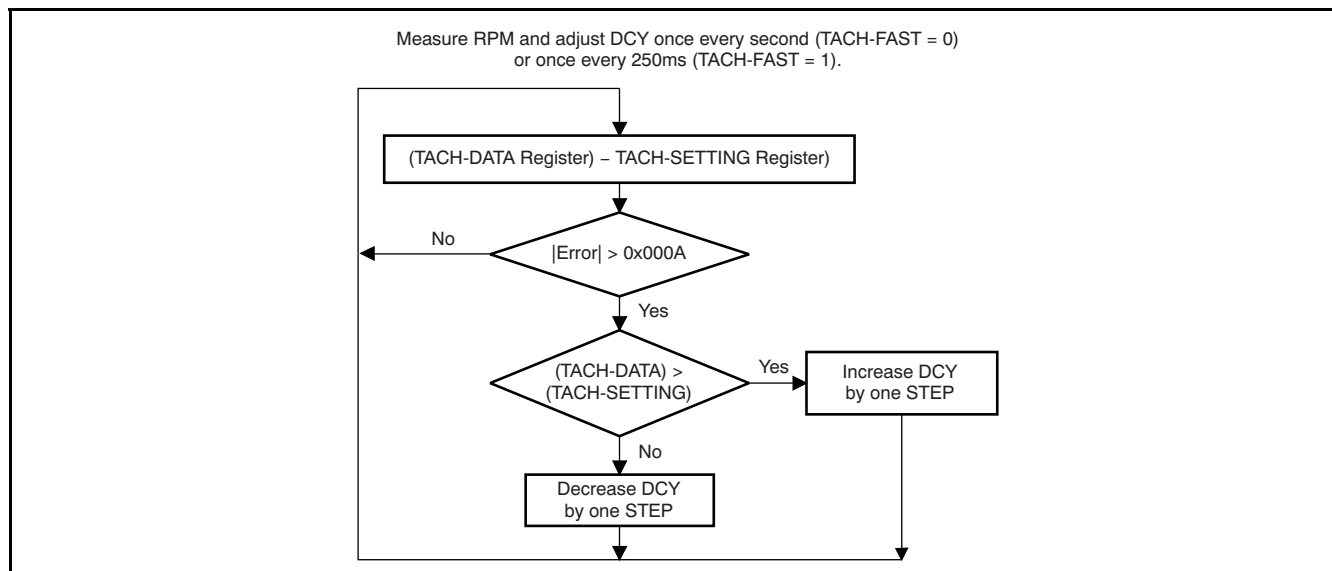 Measure RPM and adjust DCY once every second (TACH-FAST = 0)
or once every 250ms (TACH-FAST = 1).
(TACH-DATA Register) – TACH-SETTING Register)
No
|Error| > 0x000A
Yes
(TACH-DATA) >
(TACH-SETTING)
Yes
Increase DCY
by one STEP
No
Decrease DCY
by one STEP